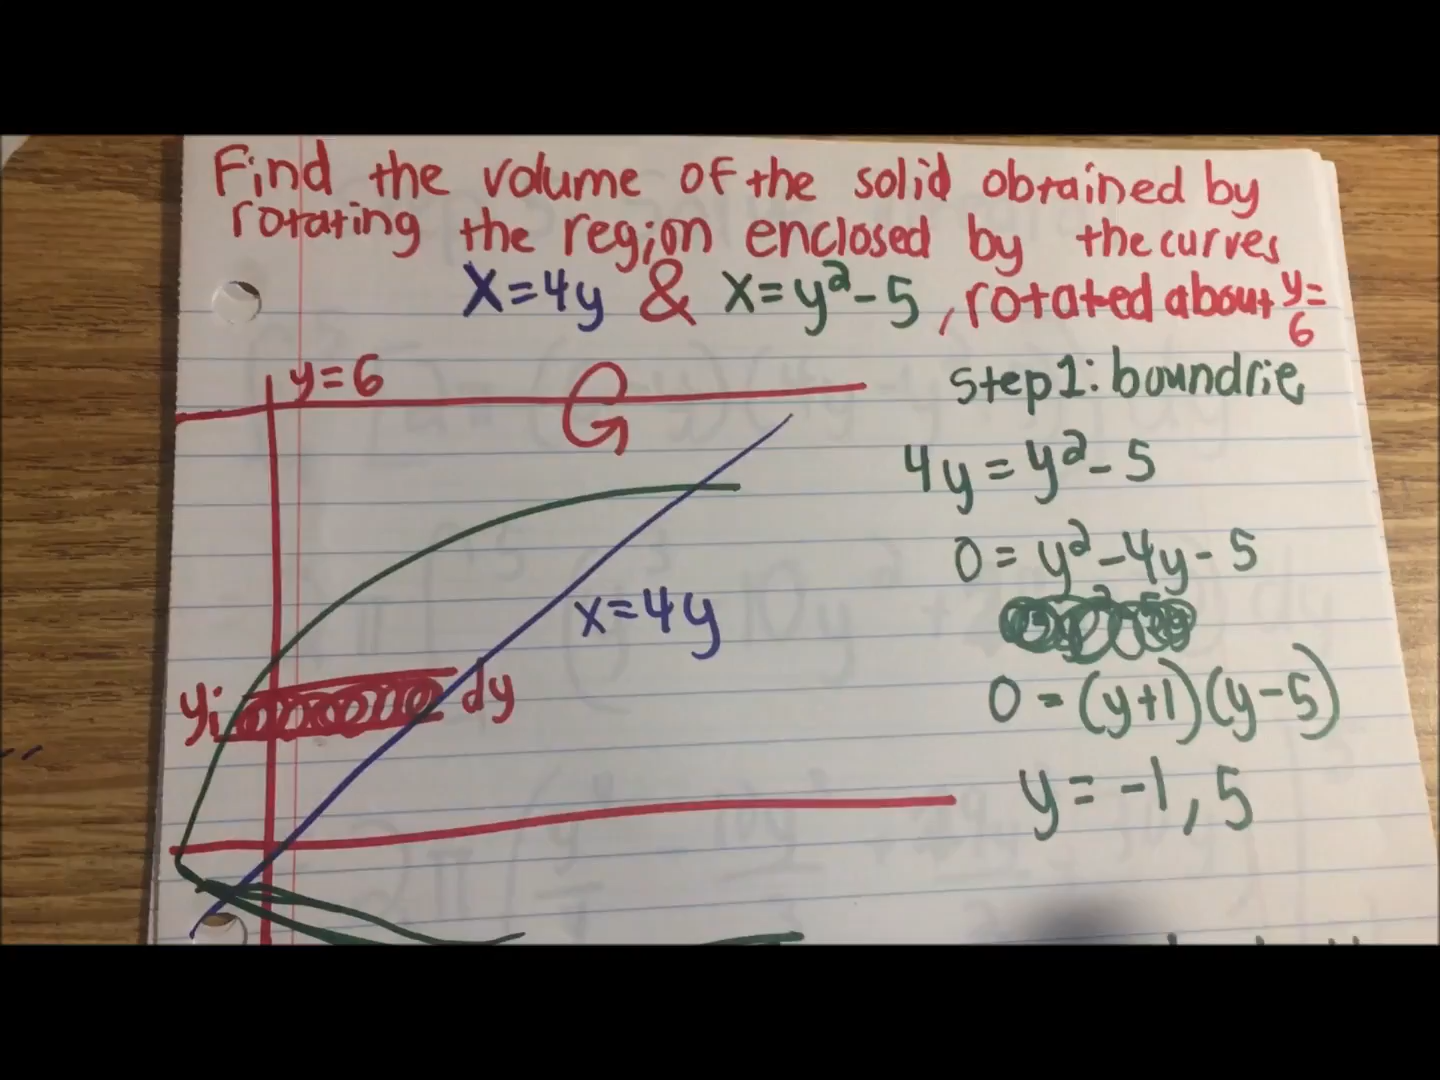 Find the volume of the solid obtained by
rotating the region enclosed by the curves
x=4y & x=y²-5, rotated about y=
6
y=6
step1: boundrie
4y=y²-5
0=y²-4y-5
x=4y
yi dy
0=(y+1)(y-5)
y=-1,5